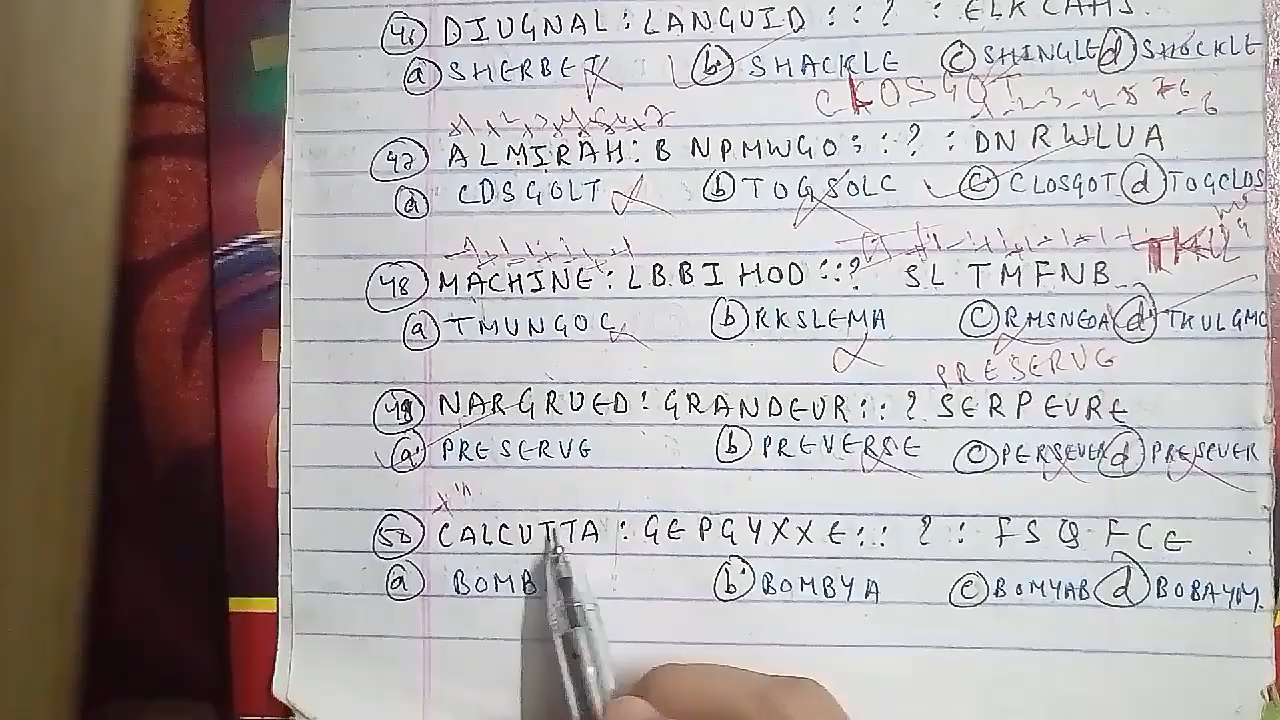 DIUGNAL : LANGUID : : ? : ELKCAHS.
a SHERBET b SHACKLE c SHINGLE d SHOCKLE
CKOSGOT
47 ALMIRAH : BNPMWGO : : ? : DNRWLUA
a CDSGOLT b TOGSOLC c CLOSGOT d TOGCLOS
48 MACHINE : LBBIHOD : : ? SLTMFNB
a TMUNGOC b RKSLEMA c RMSNEOA d TKULGMC
PRESERVG
49 NARGRUED : GRANDEUR : : ? SERPEVRE
a PRESERVG b PREVERSE c PERSEVER d PRESEVER
50 CALCUTTA : GEPGYXXE : : ? : FSQFCE
a BOMB b BOMBYA c BOMYAB d BOBAYM.